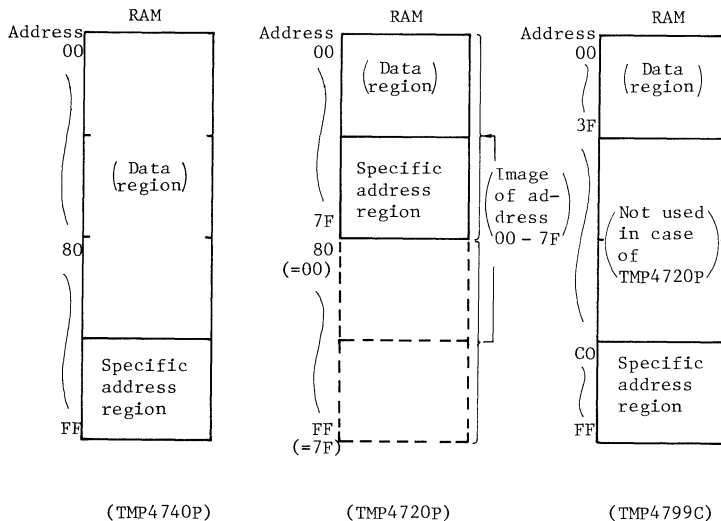 RAM
Address
00
(Data
region)
80
Specific
address
region
FF
(TMP4740P)
RAM
Address
00
(Data
region)
Specific
address
region
7F
80
(=00)
FF
(=7F)
(Image
of ad-
dress
00 - 7F)
(TMP4720P)
RAM
Address
00
(Data
region)
3F
(Not used
in case
of
TMP4720P)
C0
Specific
address
region
FF
(TMP4799C)